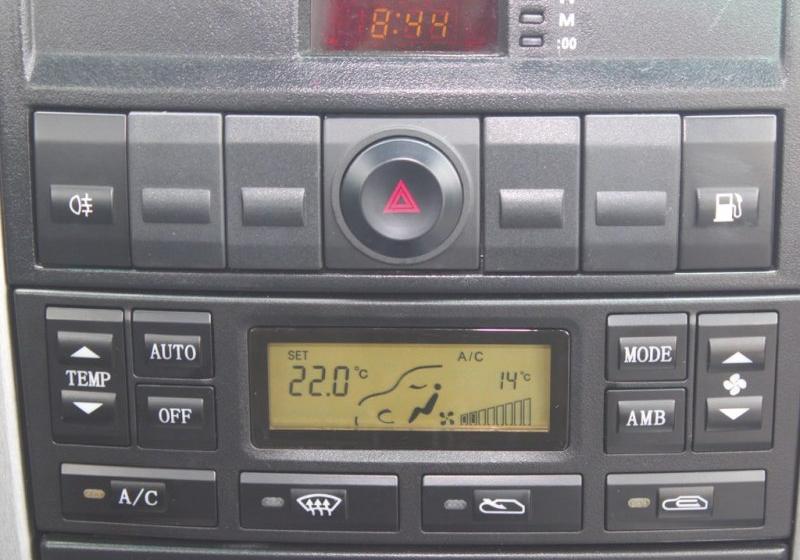 8:44
M
:00
SET
22.0°C
A/C
14°C
TEMP
AUTO
OFF
MODE
AMB
A/C